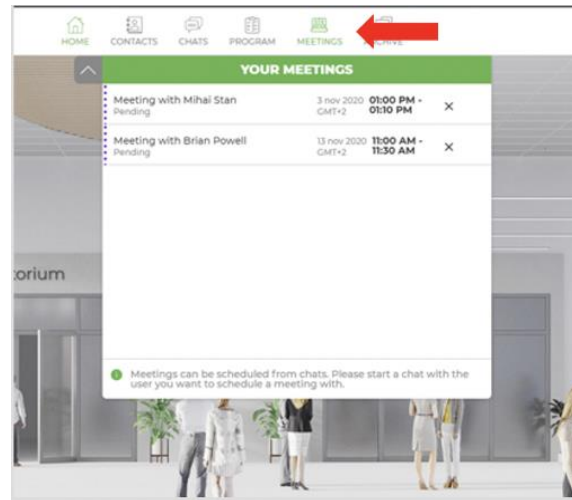 HOME CONTACTS CHATS PROGRAM MEETINGS
YOUR MEETINGS
Meeting with Mihai Stan 3 nov 2020 01:00 PM -
Pending GMT+2 01:10 PM
Meeting with Brian Powell 13 nov 2020 11:00 AM -
Pending GMT+2 11:30 AM
torium
Meetings can be scheduled from chats. Please start a chat with the
user you want to schedule a meeting with.